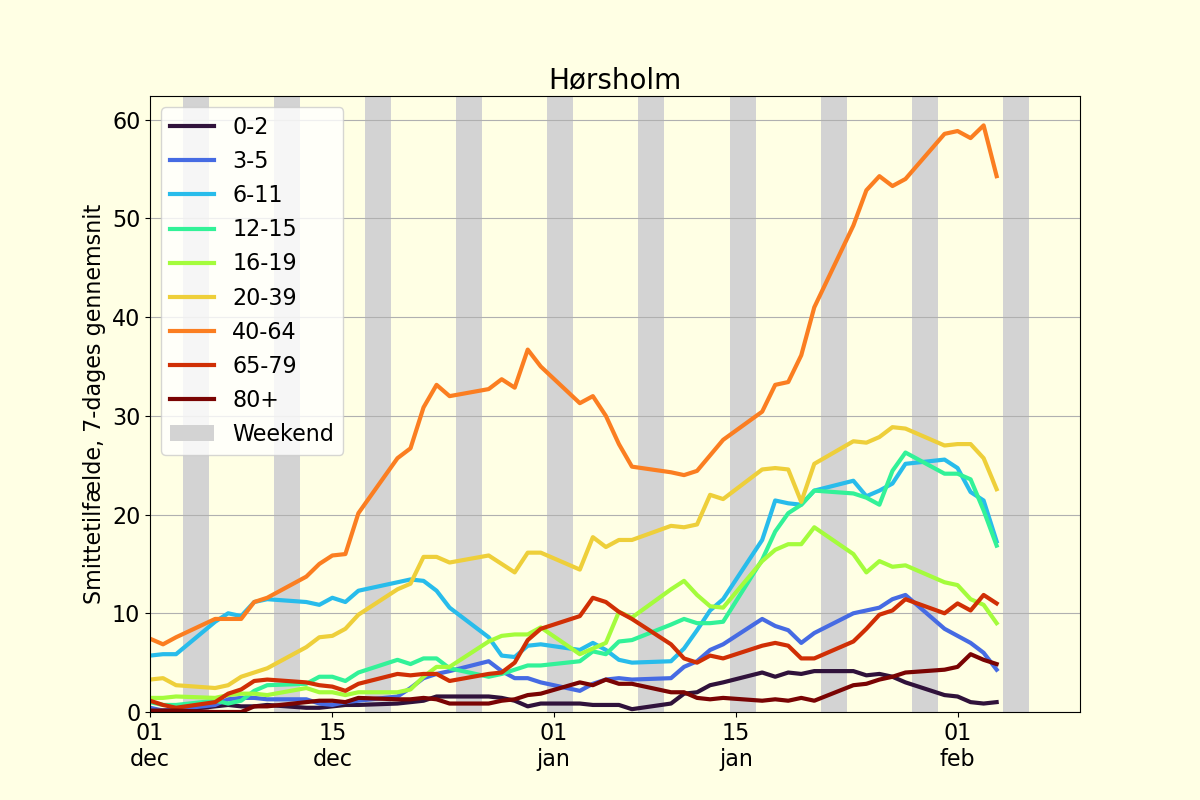 Hørsholm
Smittetilfælde, 7-dages gennemsnit
60
50
40
30
20
10
0
0-2
3-5
6-11
12-15
16-19
20-39
40-64
65-79
80+
Weekend
01 dec
15 dec
01 jan
15 jan
01 feb